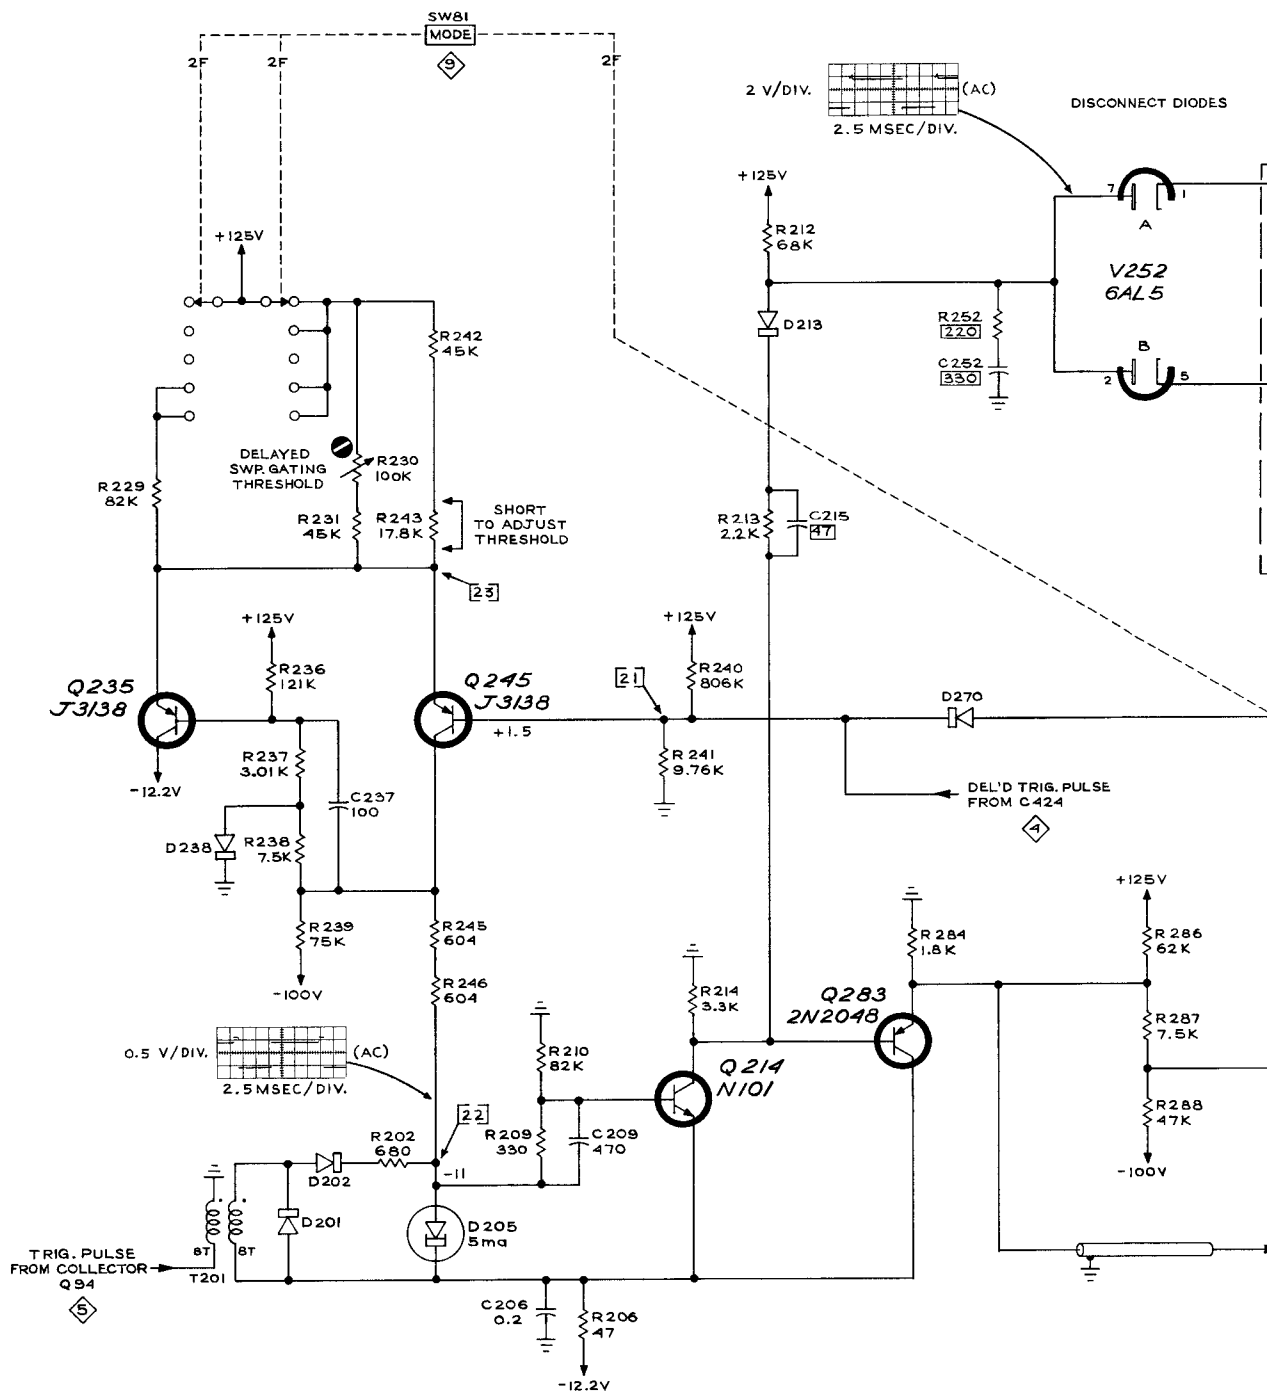 SW81
MODE
9
2F
2F
2F
2 V/DIV.
(AC)
2.5 MSEC/DIV.
DISCONNECT DIODES
+125V
R212
68K
7
1
A
V252
6AL5
B
2
5
+125V
D213
R252
220
C252
330
R242
45K
DELAYED
SWP. GATING
THRESHOLD
R230
100K
R229
82K
R231
45K
R243
17.8K
SHORT
TO ADJUST
THRESHOLD
R213
2.2K
C215
47
23
+125V
+125V
R236
121K
Q235
J3138
Q245
J3138
+1.5
21
R240
806K
D270
R241
9.76K
-12.2V
R237
3.01K
C237
100
D238
R238
7.5K
DEL'D TRIG. PULSE
FROM C424
4
R239
75K
-100V
R245
604
R246
604
+125V
R284
1.8K
R286
62K
R214
3.3K
Q283
2N2048
R287
7.5K
0.5 V/DIV.
(AC)
2.5 MSEC/DIV.
R210
82K
Q214
N101
22
R202
680
-11
R209
330
C209
470
R288
47K
-100V
D202
D201
D205
5ma
8T
8T
T201
TRIG. PULSE
FROM COLLECTOR
Q94
5
C206
0.2
R206
47
-12.2V